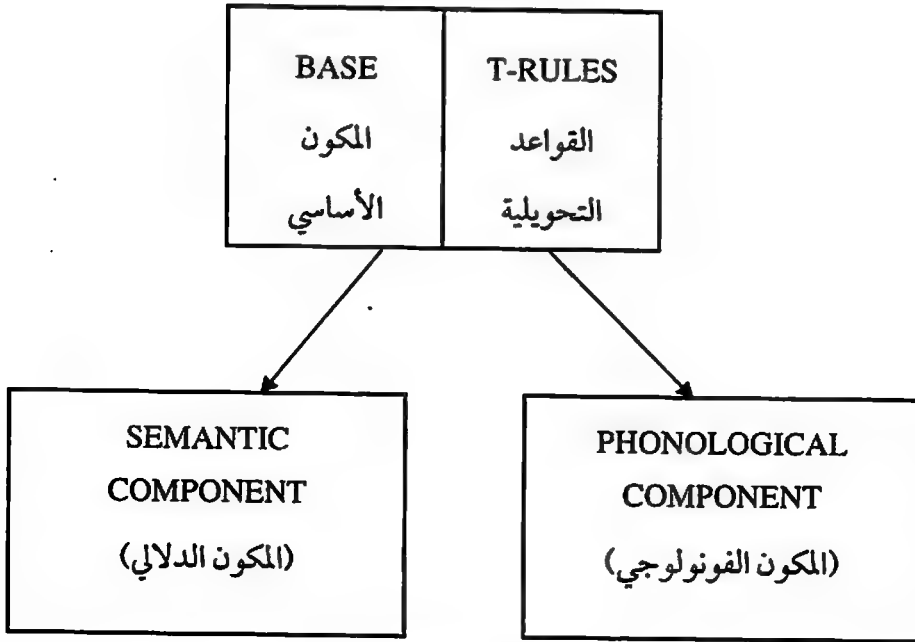 BASE
المكون
الأساسي
T-RULES
القواعد
التحويلية
SEMANTIC
COMPONENT
(المكون الدلالي)
PHONOLOGICAL
COMPONENT
(المكون الفونولوجي)